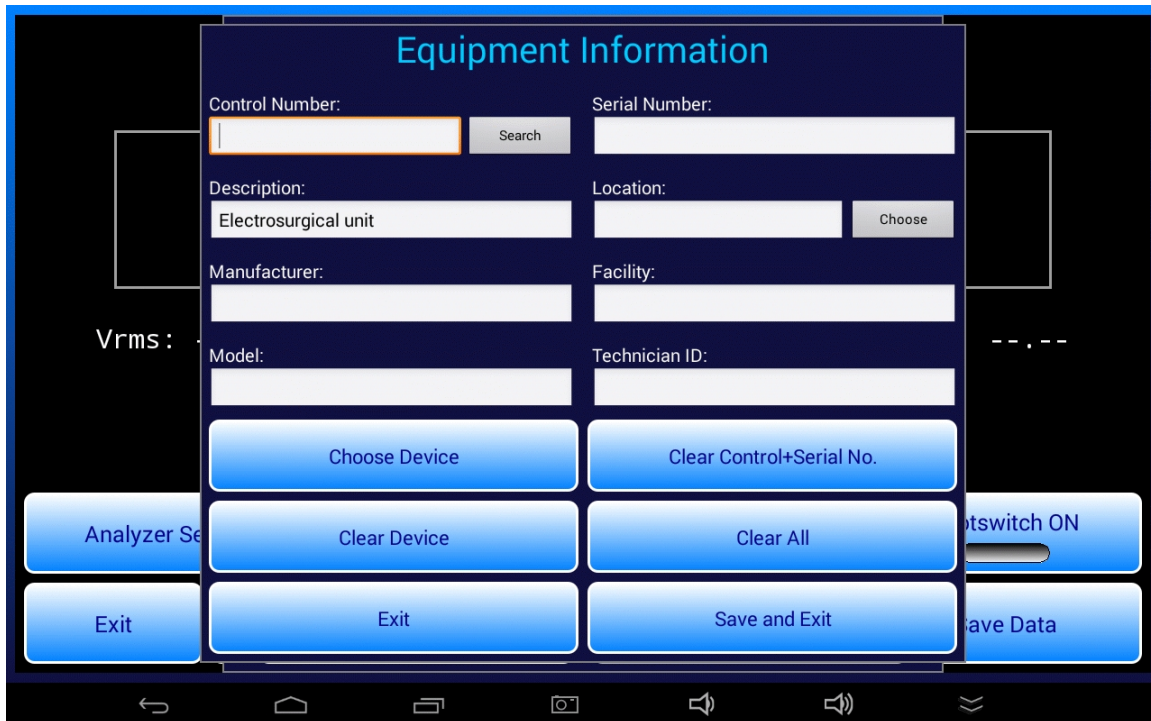 Equipment Information
Control Number:
Serial Number:
Search
Description:
Location:
Electrosurgical unit
Choose
Manufacturer:
Facility:
Vrms: -
--.--
Model:
Technician ID:
Choose Device
Clear Control+Serial No.
Analyzer Se
Clear Device
Clear All
otswitch ON
Exit
Exit
Save and Exit
ave Data